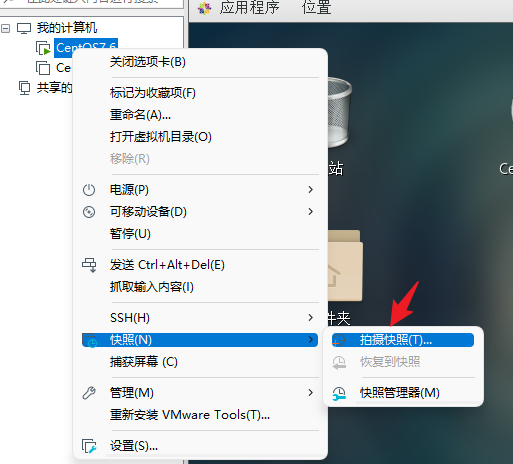 应用程序 位置
我的计算机
CentOS7.6
Ce
共享的
关闭选项卡(B)
标记为收藏项(F)
重命名(A)...
打开虚拟机目录(O)
移除(R)
电源(P)
可移动设备(D)
暂停(U)
发送 Ctrl+Alt+Del(E)
抓取输入内容(I)
SSH(H)
快照(N)
捕获屏幕 (C)
管理(M)
重新安装 VMware Tools(T)...
设置(S)...
拍摄快照(T)...
恢复到快照
快照管理器(M)
站
Ce
件夹